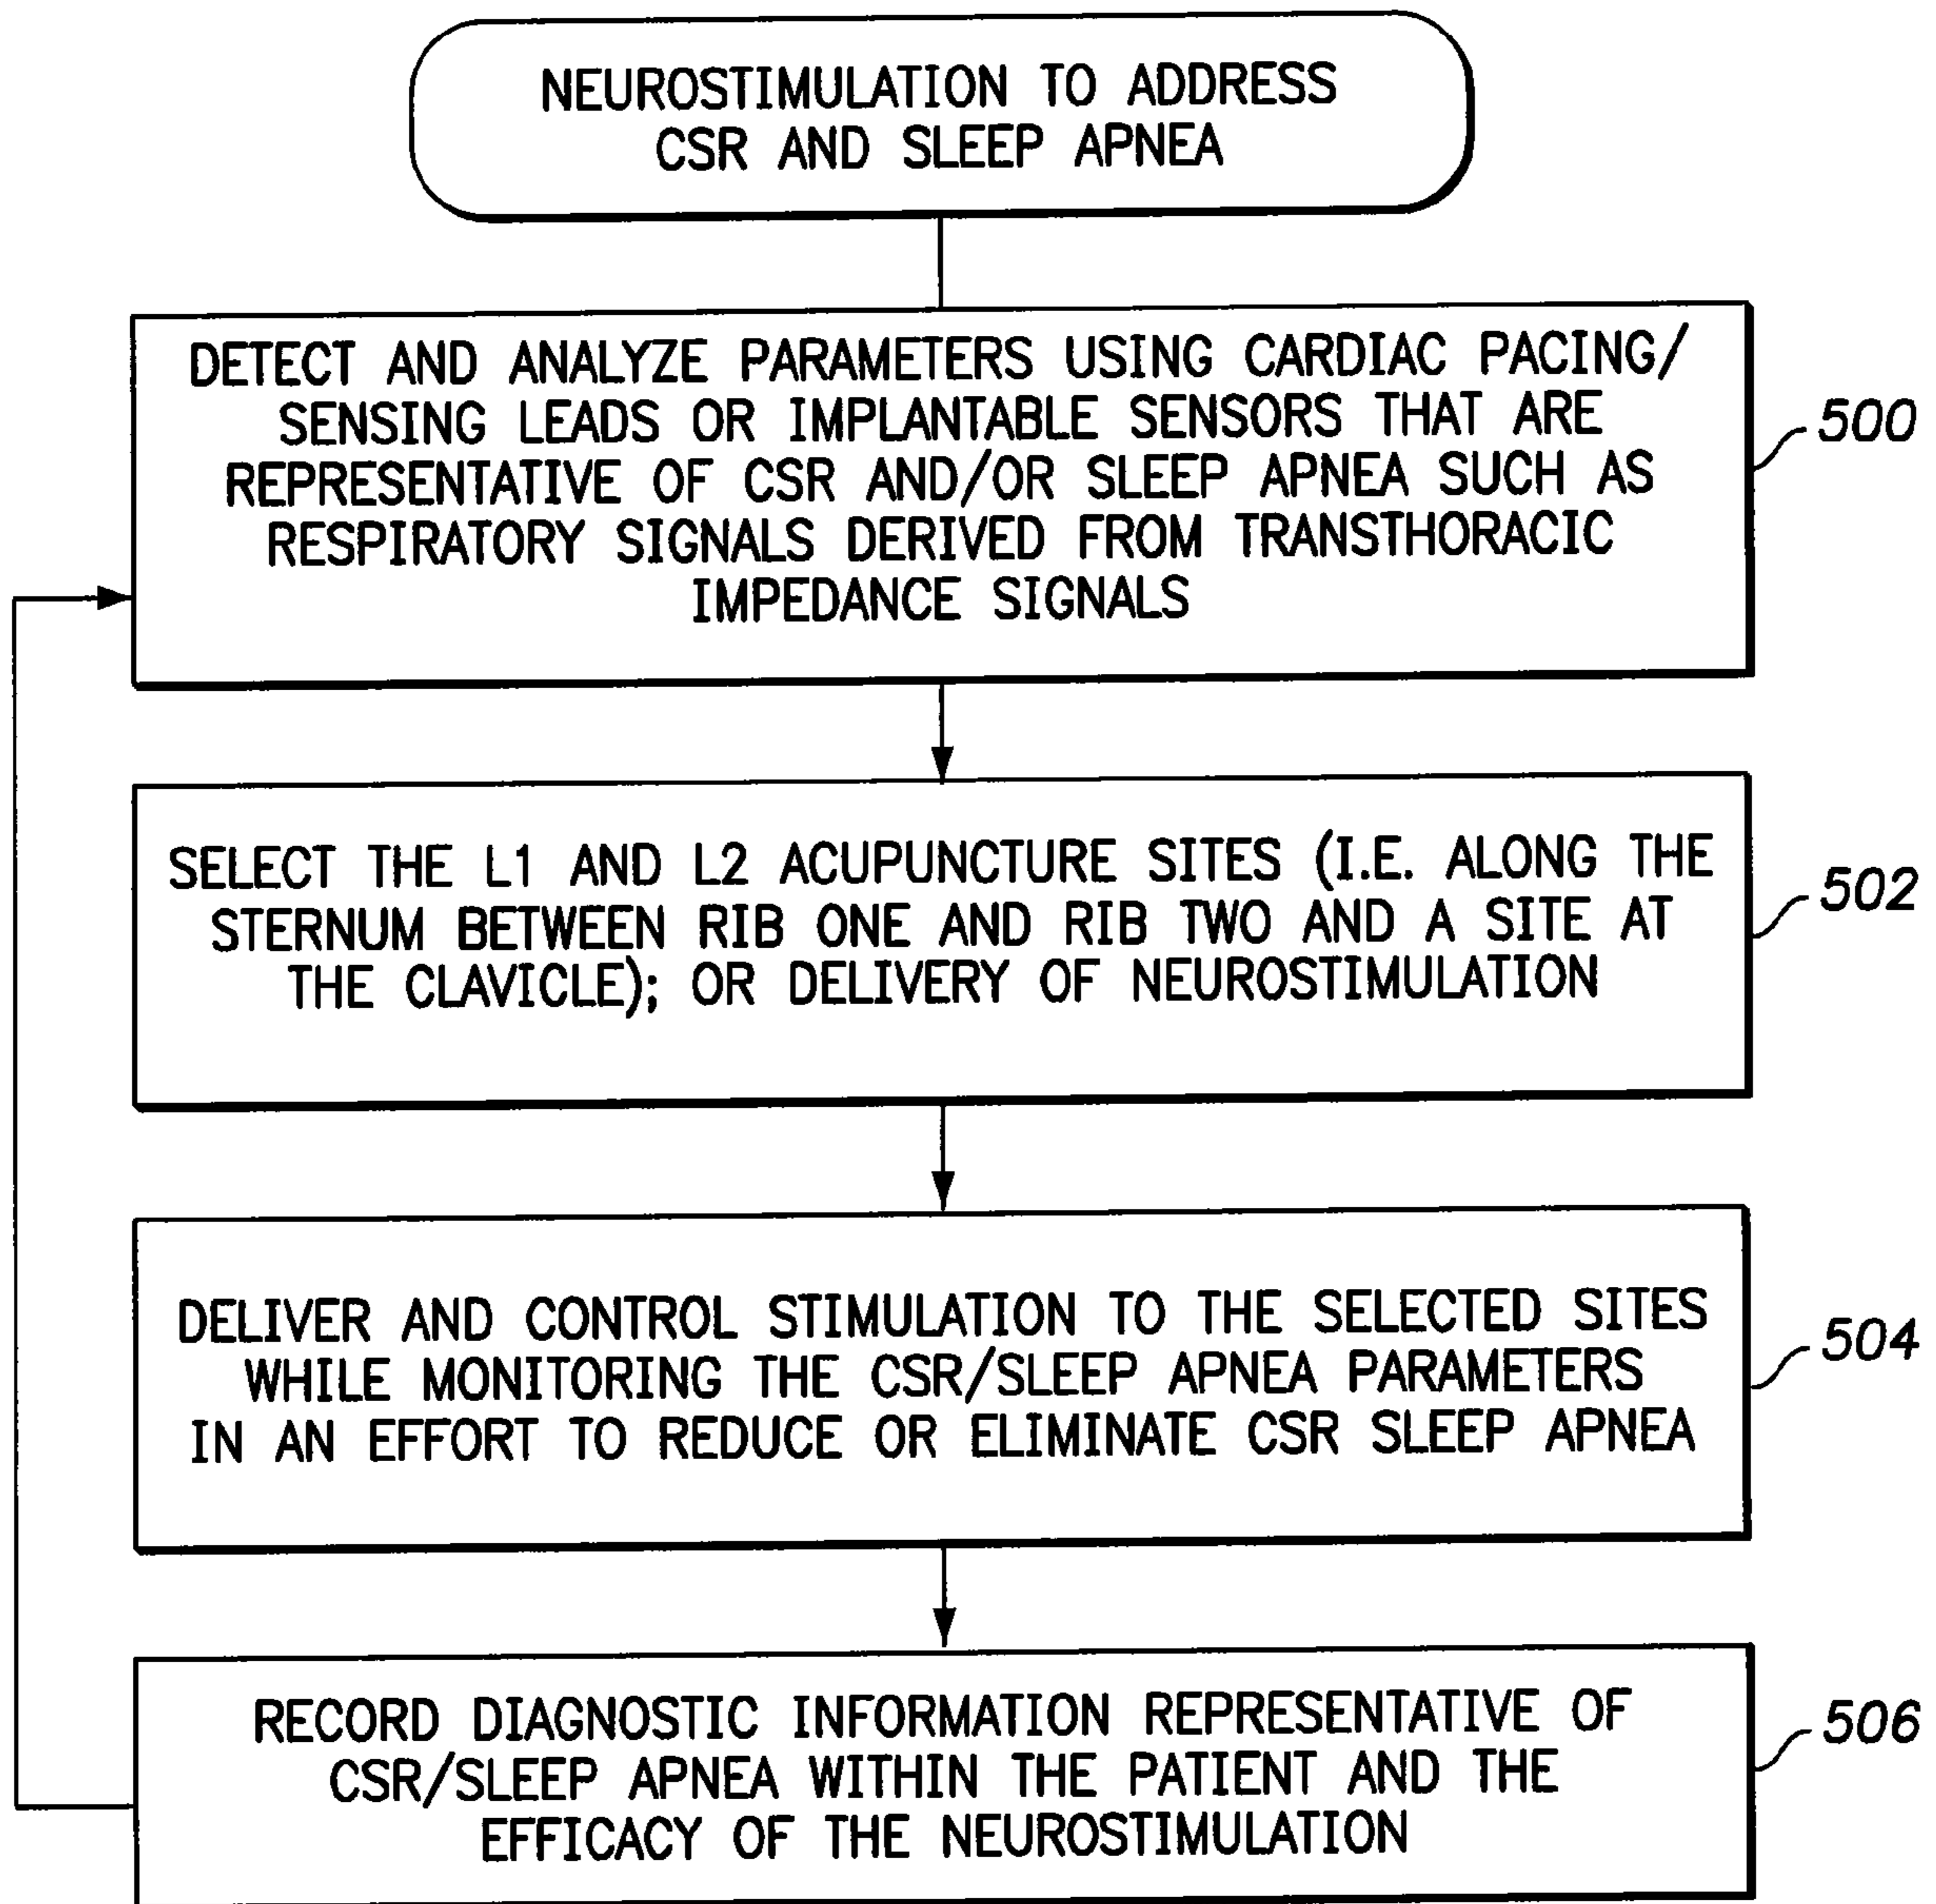 NEUROSTIMULATION TO ADDRESS
CSR AND SLEEP APNEA
DETECT AND ANALYZE PARAMETERS USING CARDIAC PACING/
SENSING LEADS OR IMPLANTABLE SENSORS THAT ARE
REPRESENTATIVE OF CSR AND/OR SLEEP APNEA SUCH AS
RESPIRATORY SIGNALS DERIVED FROM TRANSTHORACIC
IMPEDANCE SIGNALS
500
SELECT THE L1 AND L2 ACUPUNCTURE SITES (I.E. ALONG THE
STERNUM BETWEEN RIB ONE AND RIB TWO AND A SITE AT
THE CLAVICLE); OR DELIVERY OF NEUROSTIMULATION
502
DELIVER AND CONTROL STIMULATION TO THE SELECTED SITES
WHILE MONITORING THE CSR/SLEEP APNEA PARAMETERS
IN AN EFFORT TO REDUCE OR ELIMINATE CSR SLEEP APNEA
504
RECORD DIAGNOSTIC INFORMATION REPRESENTATIVE OF
CSR/SLEEP APNEA WITHIN THE PATIENT AND THE
EFFICACY OF THE NEUROSTIMULATION
506